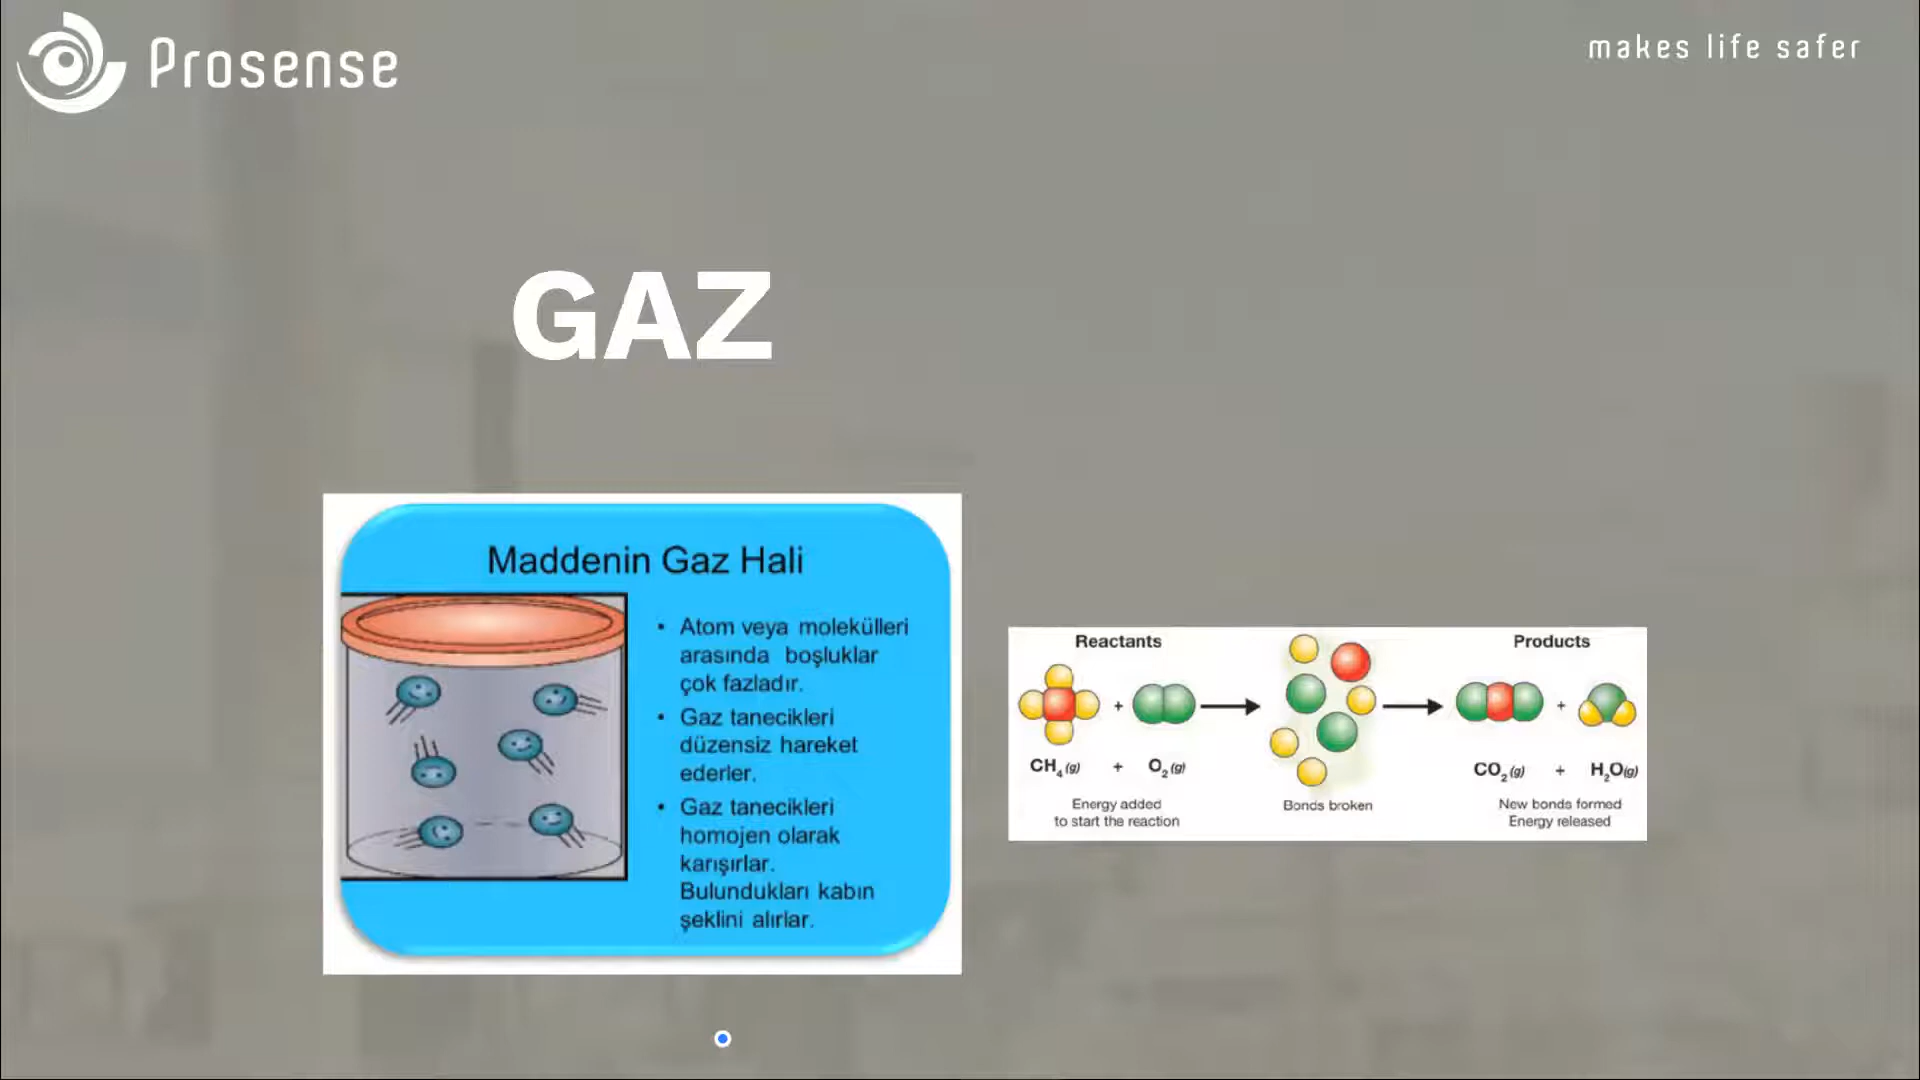 Prosense
makes life safer
GAZ
Maddenin Gaz Hali
• Atom veya molekülleri
arasında boşluklar
çok fazladır.
• Gaz tanecikleri
düzensiz hareket
ederler.
• Gaz tanecikleri
homojen olarak
karışırlar.
Bulundukları kabın
şeklini alırlar.
Reactants
Products
+
+
CH₄(g) + O₂(g)
CO₂(g) + H₂O(g)
Energy added
to start the reaction
Bonds broken
New bonds formed
Energy released